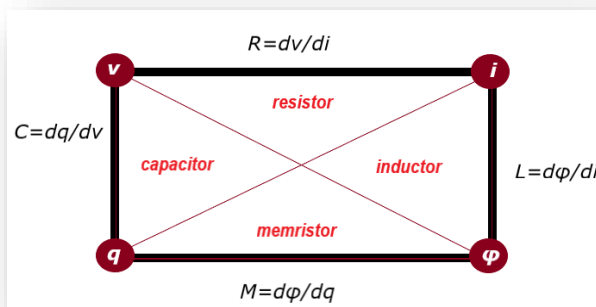 R=dv/di
v
i
resistor
C=dq/dv
capacitor
inductor
L=dφ/di
memristor
q
φ
M=dφ/dq